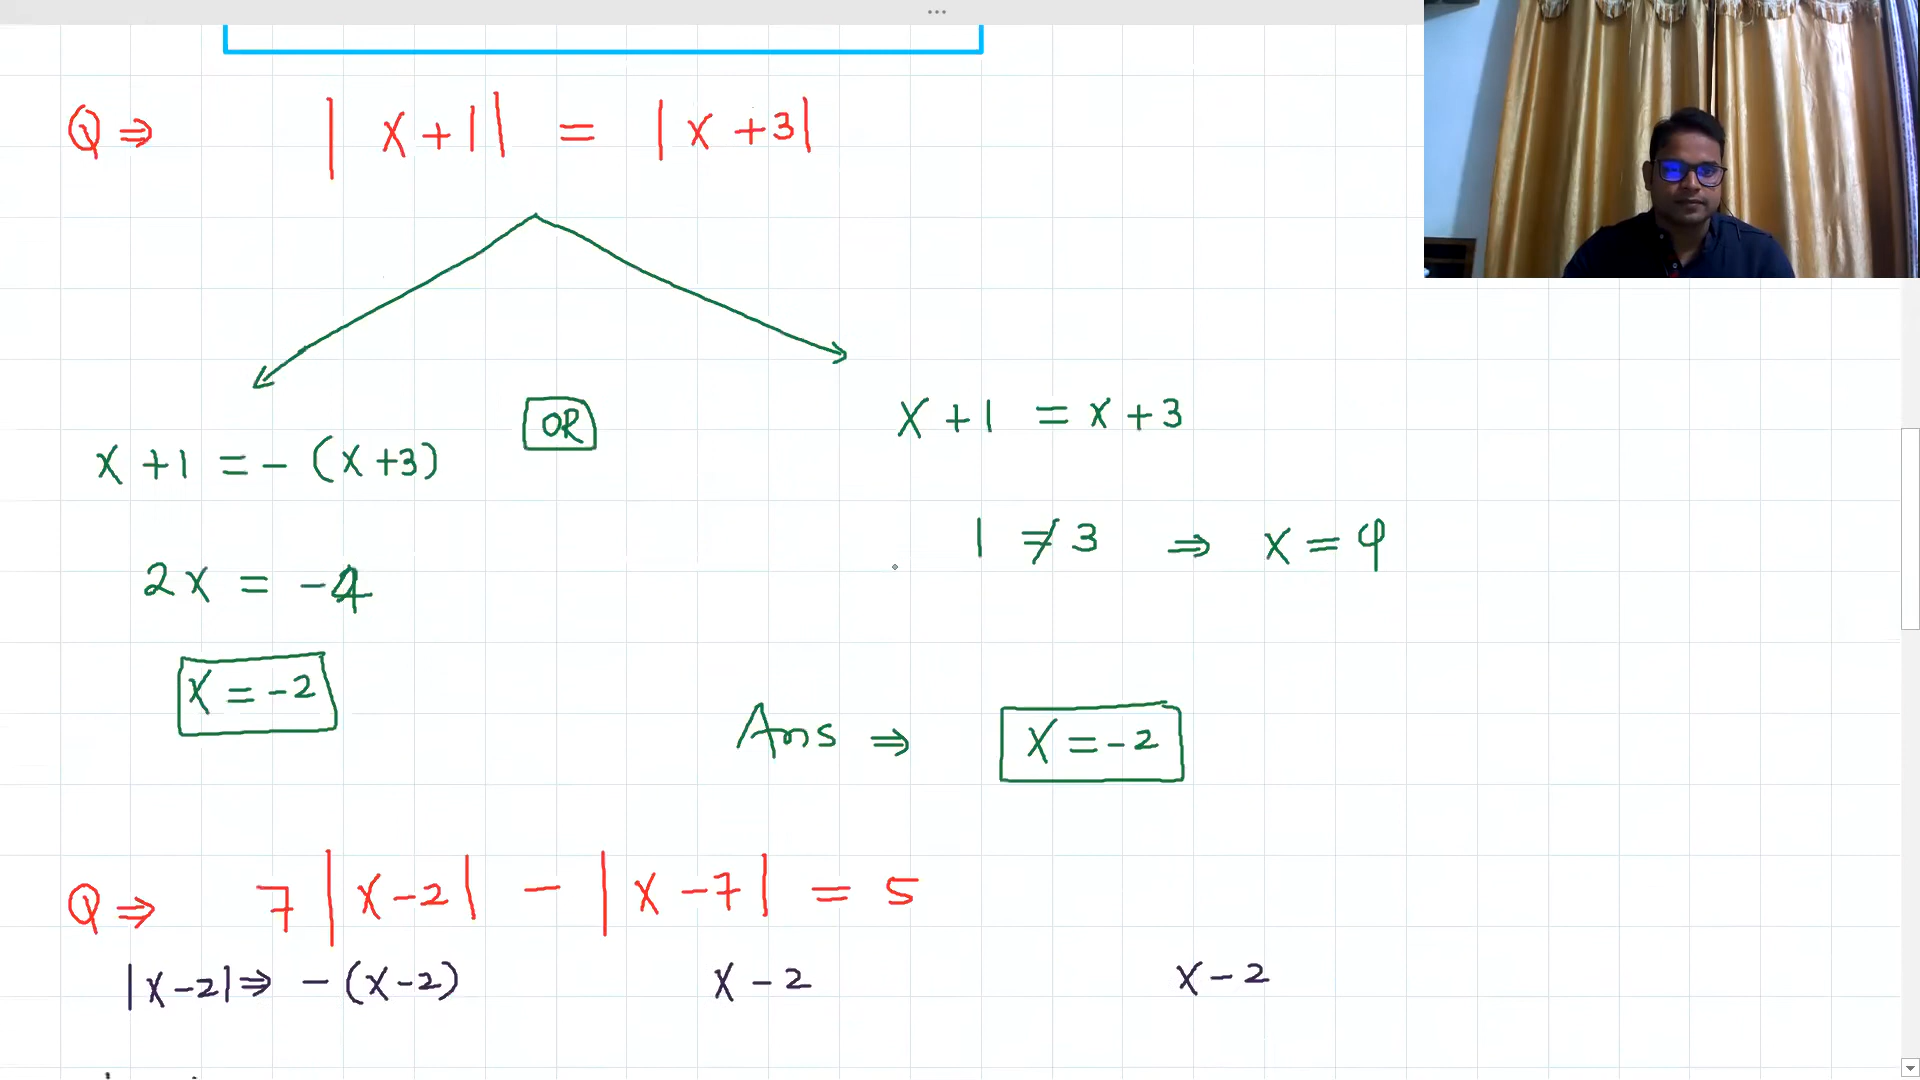 Q ⇒ | x + 1 | = | x + 3 |
x + 1 = - (x + 3) OR x + 1 = x + 3
1 ≠ 3 ⇒ x = φ
2x = -4
x = -2
Ans ⇒ x = -2
Q ⇒ 7 | x - 2 | - | x - 7 | = 5
|x - 2| ⇒ - (x - 2) x - 2 x - 2